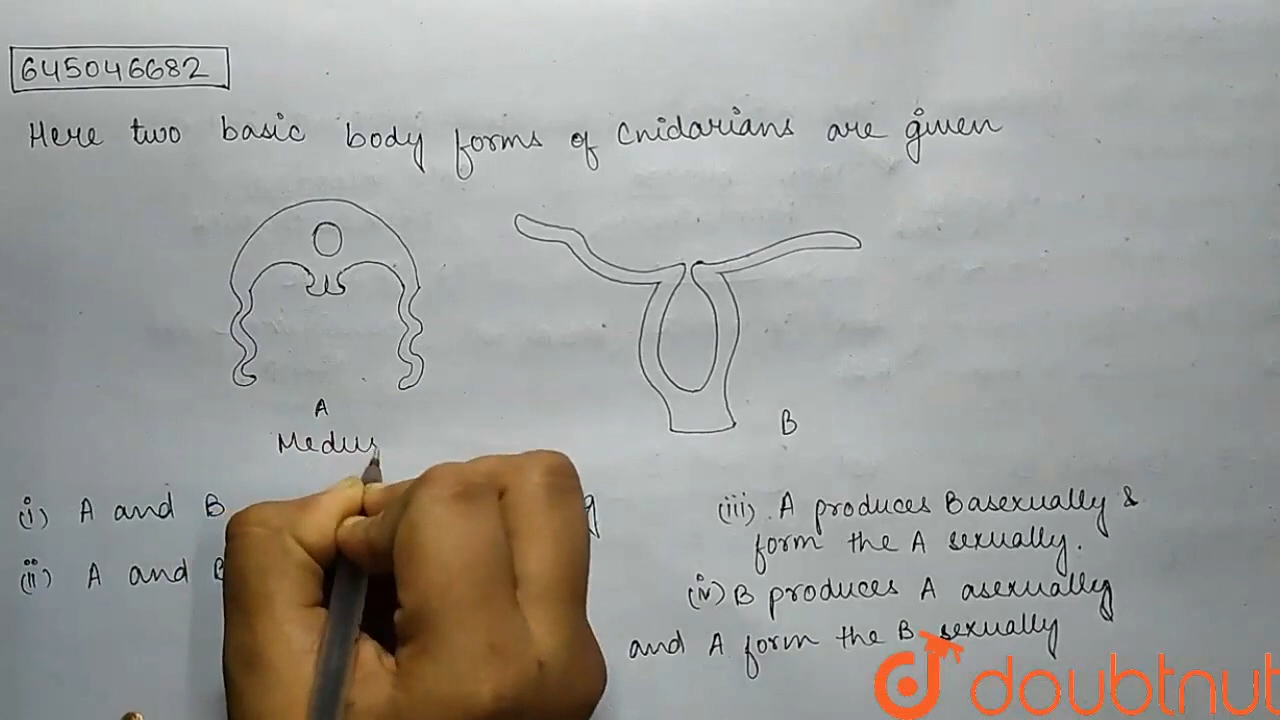 645046682
Here two basic body forms of Cnidarians are given
A
B
Medus
(i) A and B
(ii) A and B
(iii) A produces B asexually &
form the A sexually.
(iv) B produces A asexually
and A form the B sexually
doubtnut